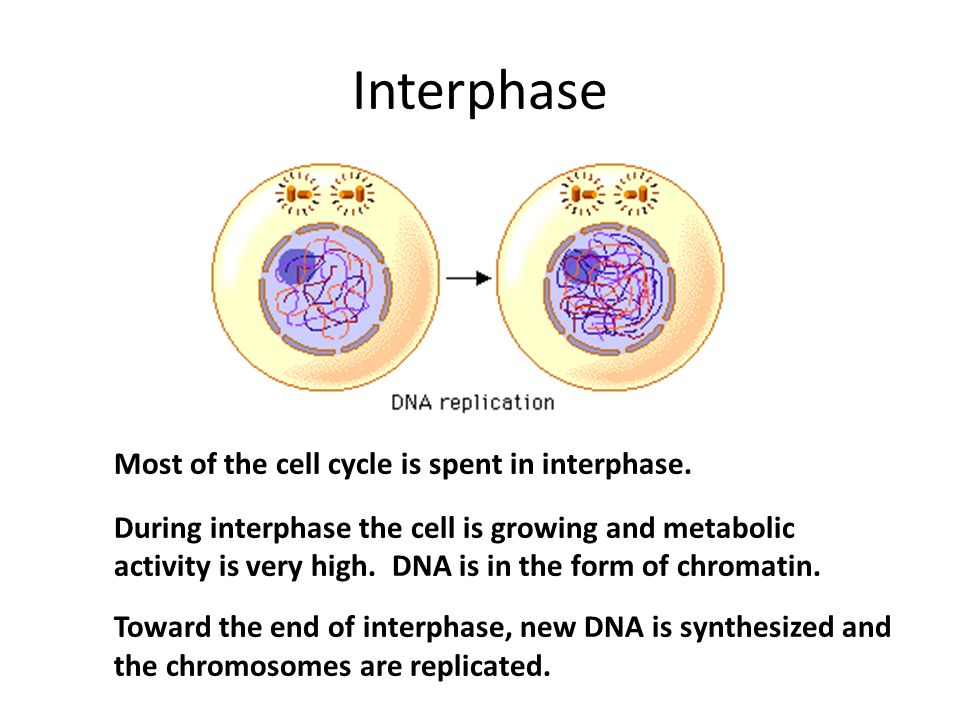 Interphase
DNA replication
Most of the cell cycle is spent in interphase.
During interphase the cell is growing and metabolic
activity is very high.  DNA is in the form of chromatin.
Toward the end of interphase, new DNA is synthesized and
the chromosomes are replicated.